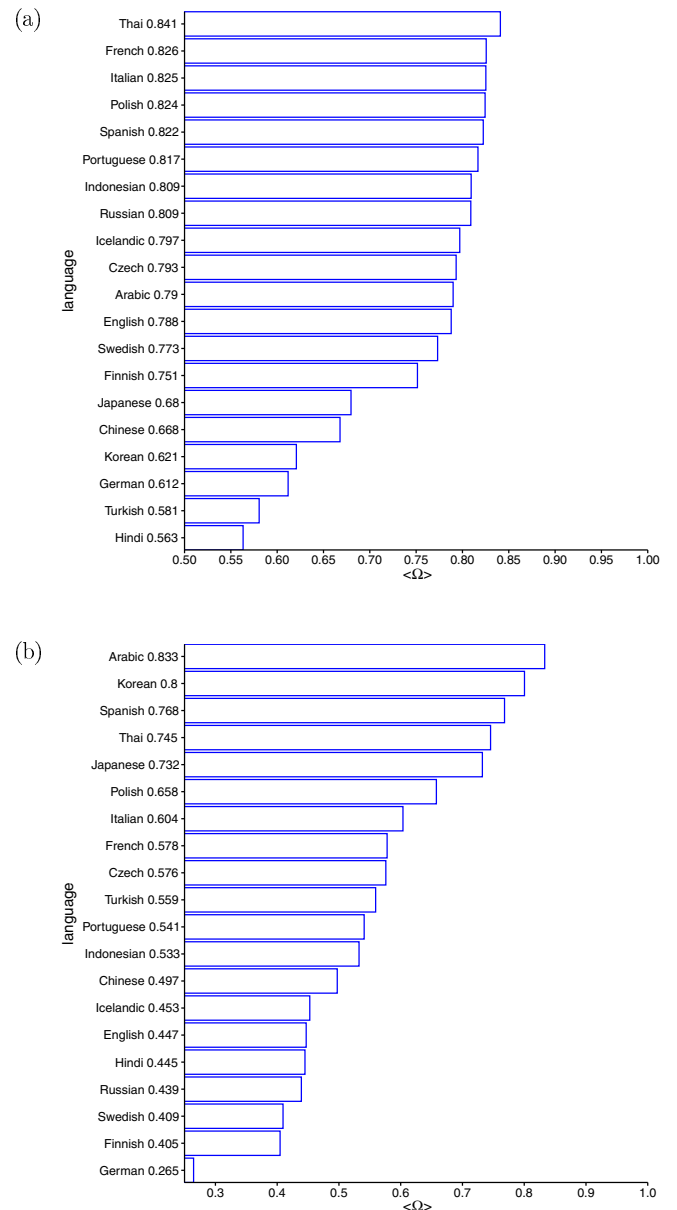 (a)
language
Thai 0.841
French 0.826
Italian 0.825
Polish 0.824
Spanish 0.822
Portuguese 0.817
Indonesian 0.809
Russian 0.809
Icelandic 0.797
Czech 0.793
Arabic 0.79
English 0.788
Swedish 0.773
Finnish 0.751
Japanese 0.68
Chinese 0.668
Korean 0.621
German 0.612
Turkish 0.581
Hindi 0.563
0.50 0.55 0.60 0.65 0.70 0.75 0.80 0.85 0.90 0.95 1.00
<Ω>
(b)
language
Arabic 0.833
Korean 0.8
Spanish 0.768
Thai 0.745
Japanese 0.732
Polish 0.658
Italian 0.604
French 0.578
Czech 0.576
Turkish 0.559
Portuguese 0.541
Indonesian 0.533
Chinese 0.497
Icelandic 0.453
English 0.447
Hindi 0.445
Russian 0.439
Swedish 0.409
Finnish 0.405
German 0.265
0.3 0.4 0.5 0.6 0.7 0.8 0.9 1.0
<Ω>